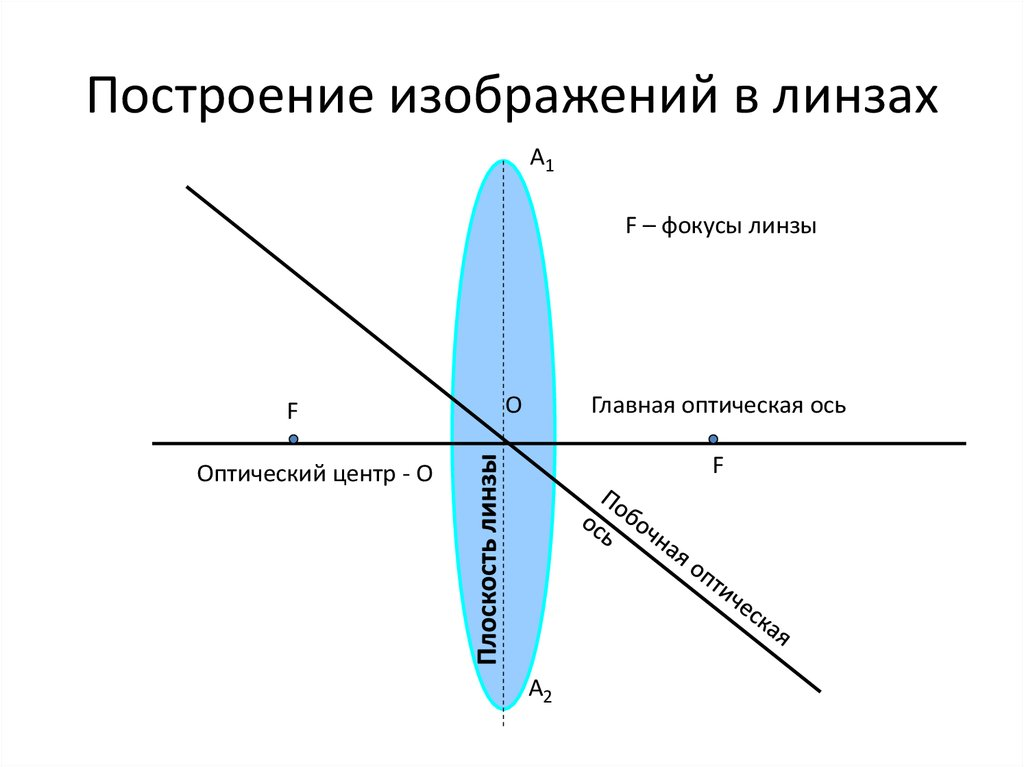 Построение изображений в линзах
A1
F – фокусы линзы
F
O
Главная оптическая ось
Оптический центр - О
F
Плоскость линзы
Побочная оптическая
ось
A2